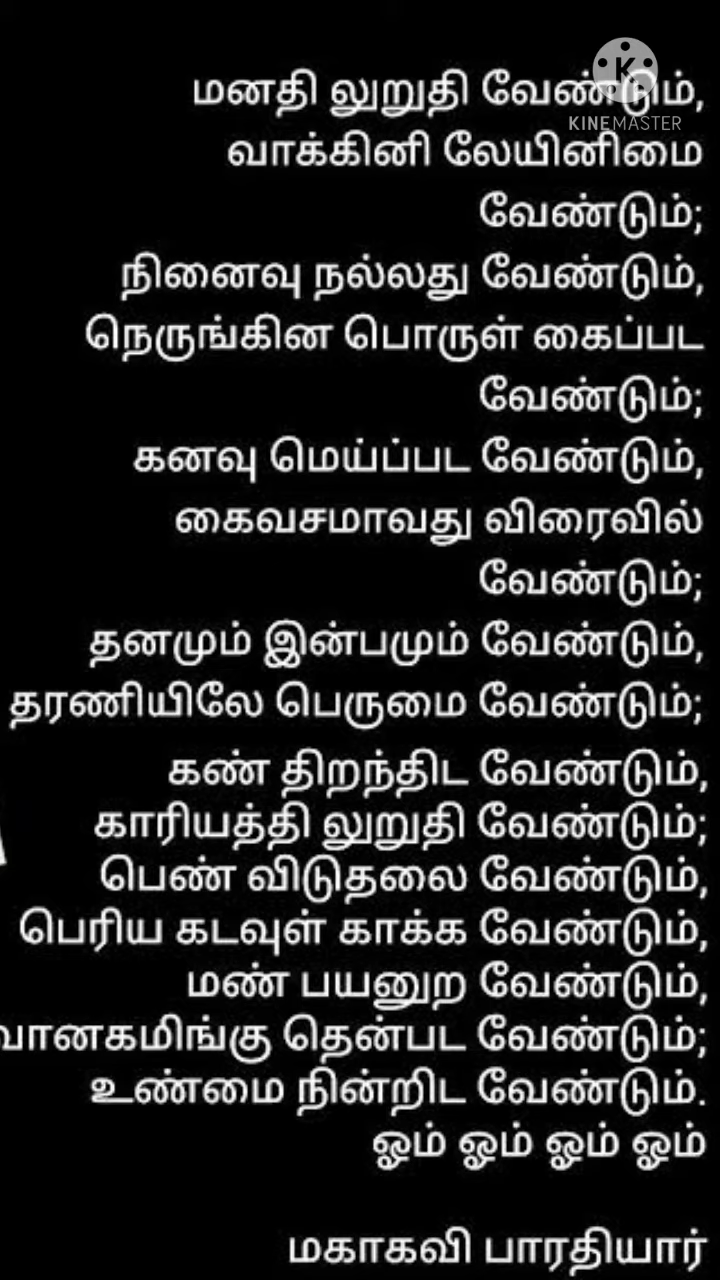 K
KINEMASTER
மனதி லுறுதி வேண்டும்,
வாக்கினி லேயினிமை
வேண்டும்;
நினைவு நல்லது வேண்டும்,
நெருங்கின பொருள் கைப்பட
வேண்டும்;
கனவு மெய்ப்பட வேண்டும்,
கைவசமாவது விரைவில்
வேண்டும்;
தனமும் இன்பமும் வேண்டும்,
தரணியிலே பெருமை வேண்டும்;
கண் திறந்திட வேண்டும்,
காரியத்தி லுறுதி வேண்டும்;
பெண் விடுதலை வேண்டும்,
பெரிய கடவுள் காக்க வேண்டும்,
மண் பயனுற வேண்டும்,
வானகமிங்கு தென்பட வேண்டும்;
உண்மை நின்றிட வேண்டும்.
ஓம் ஓம் ஓம் ஓம்
மகாகவி பாரதியார்